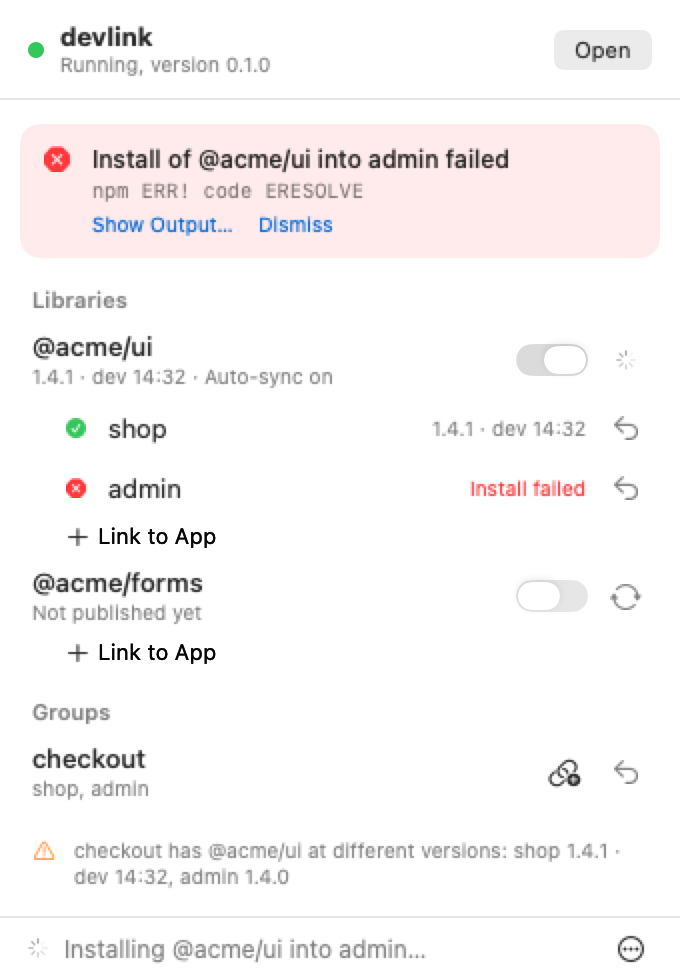 devlink
Running, version 0.1.0
Open
Install of @acme/ui into admin failed
npm ERR! code ERESOLVE
Show Output... Dismiss
Libraries
@acme/ui
1.4.1 · dev 14:32 · Auto-sync on
shop 1.4.1 · dev 14:32
admin Install failed
Link to App
@acme/forms
Not published yet
Link to App
Groups
checkout
shop, admin
checkout has @acme/ui at different versions: shop 1.4.1 ·
dev 14:32, admin 1.4.0
Installing @acme/ui into admin...